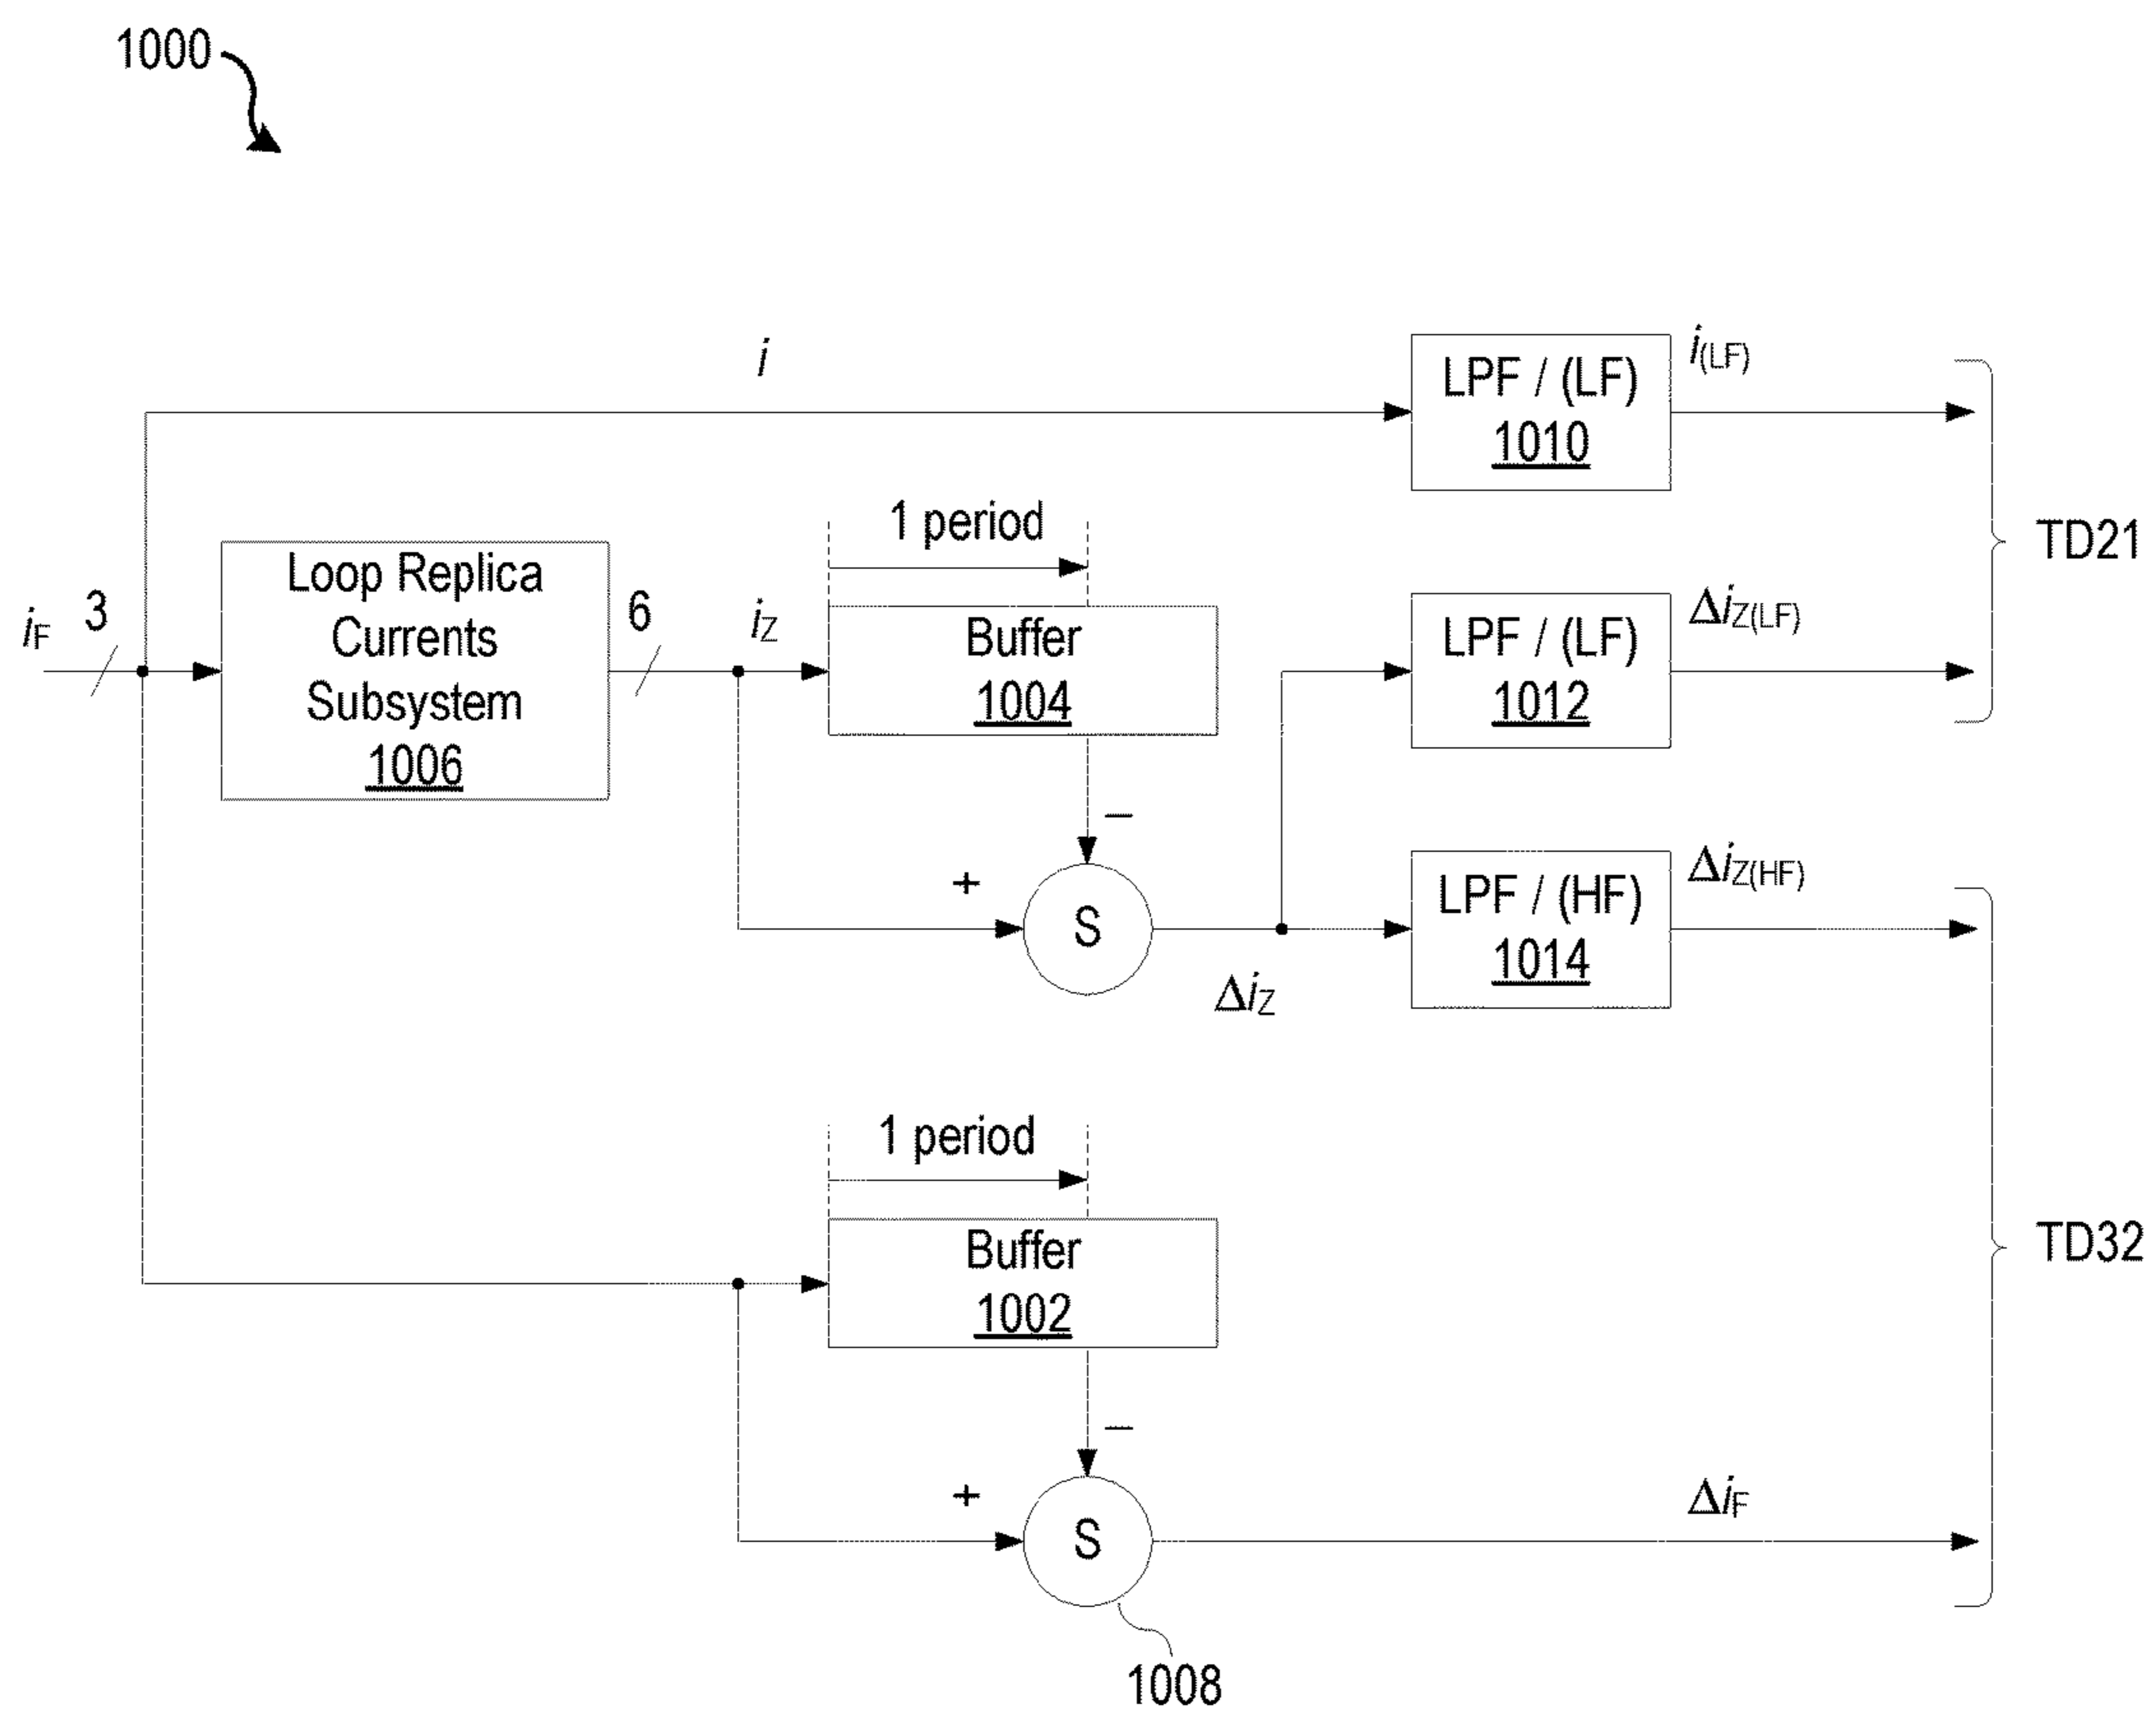 1000
i
LPF / (LF)
1010
i(LF)
1 period
TD21
Loop Replica
Currents
Subsystem
1006
iF
3
6
iZ
Buffer
1004
LPF / (LF)
1012
ΔiZ(LF)
−
+
S
ΔiZ
LPF / (HF)
1014
ΔiZ(HF)
1 period
Buffer
1002
TD32
−
+
S
ΔiF
1008